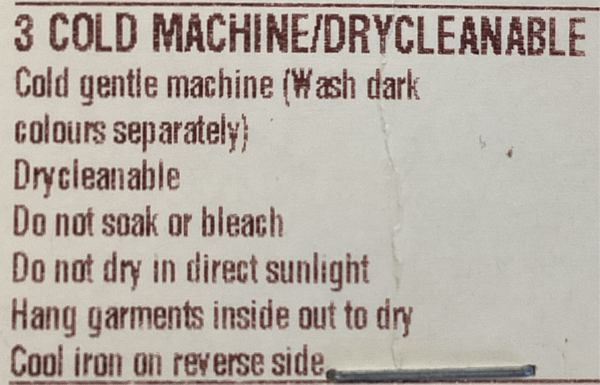 3 COLD MACHINE/DRYCLEANABLE
Cold gentle machine (Wash dark
colours separately)
Drycleanable
Do not soak or bleach
Do not dry in direct sunlight
Hang garments inside out to dry
Cool iron on reverse side